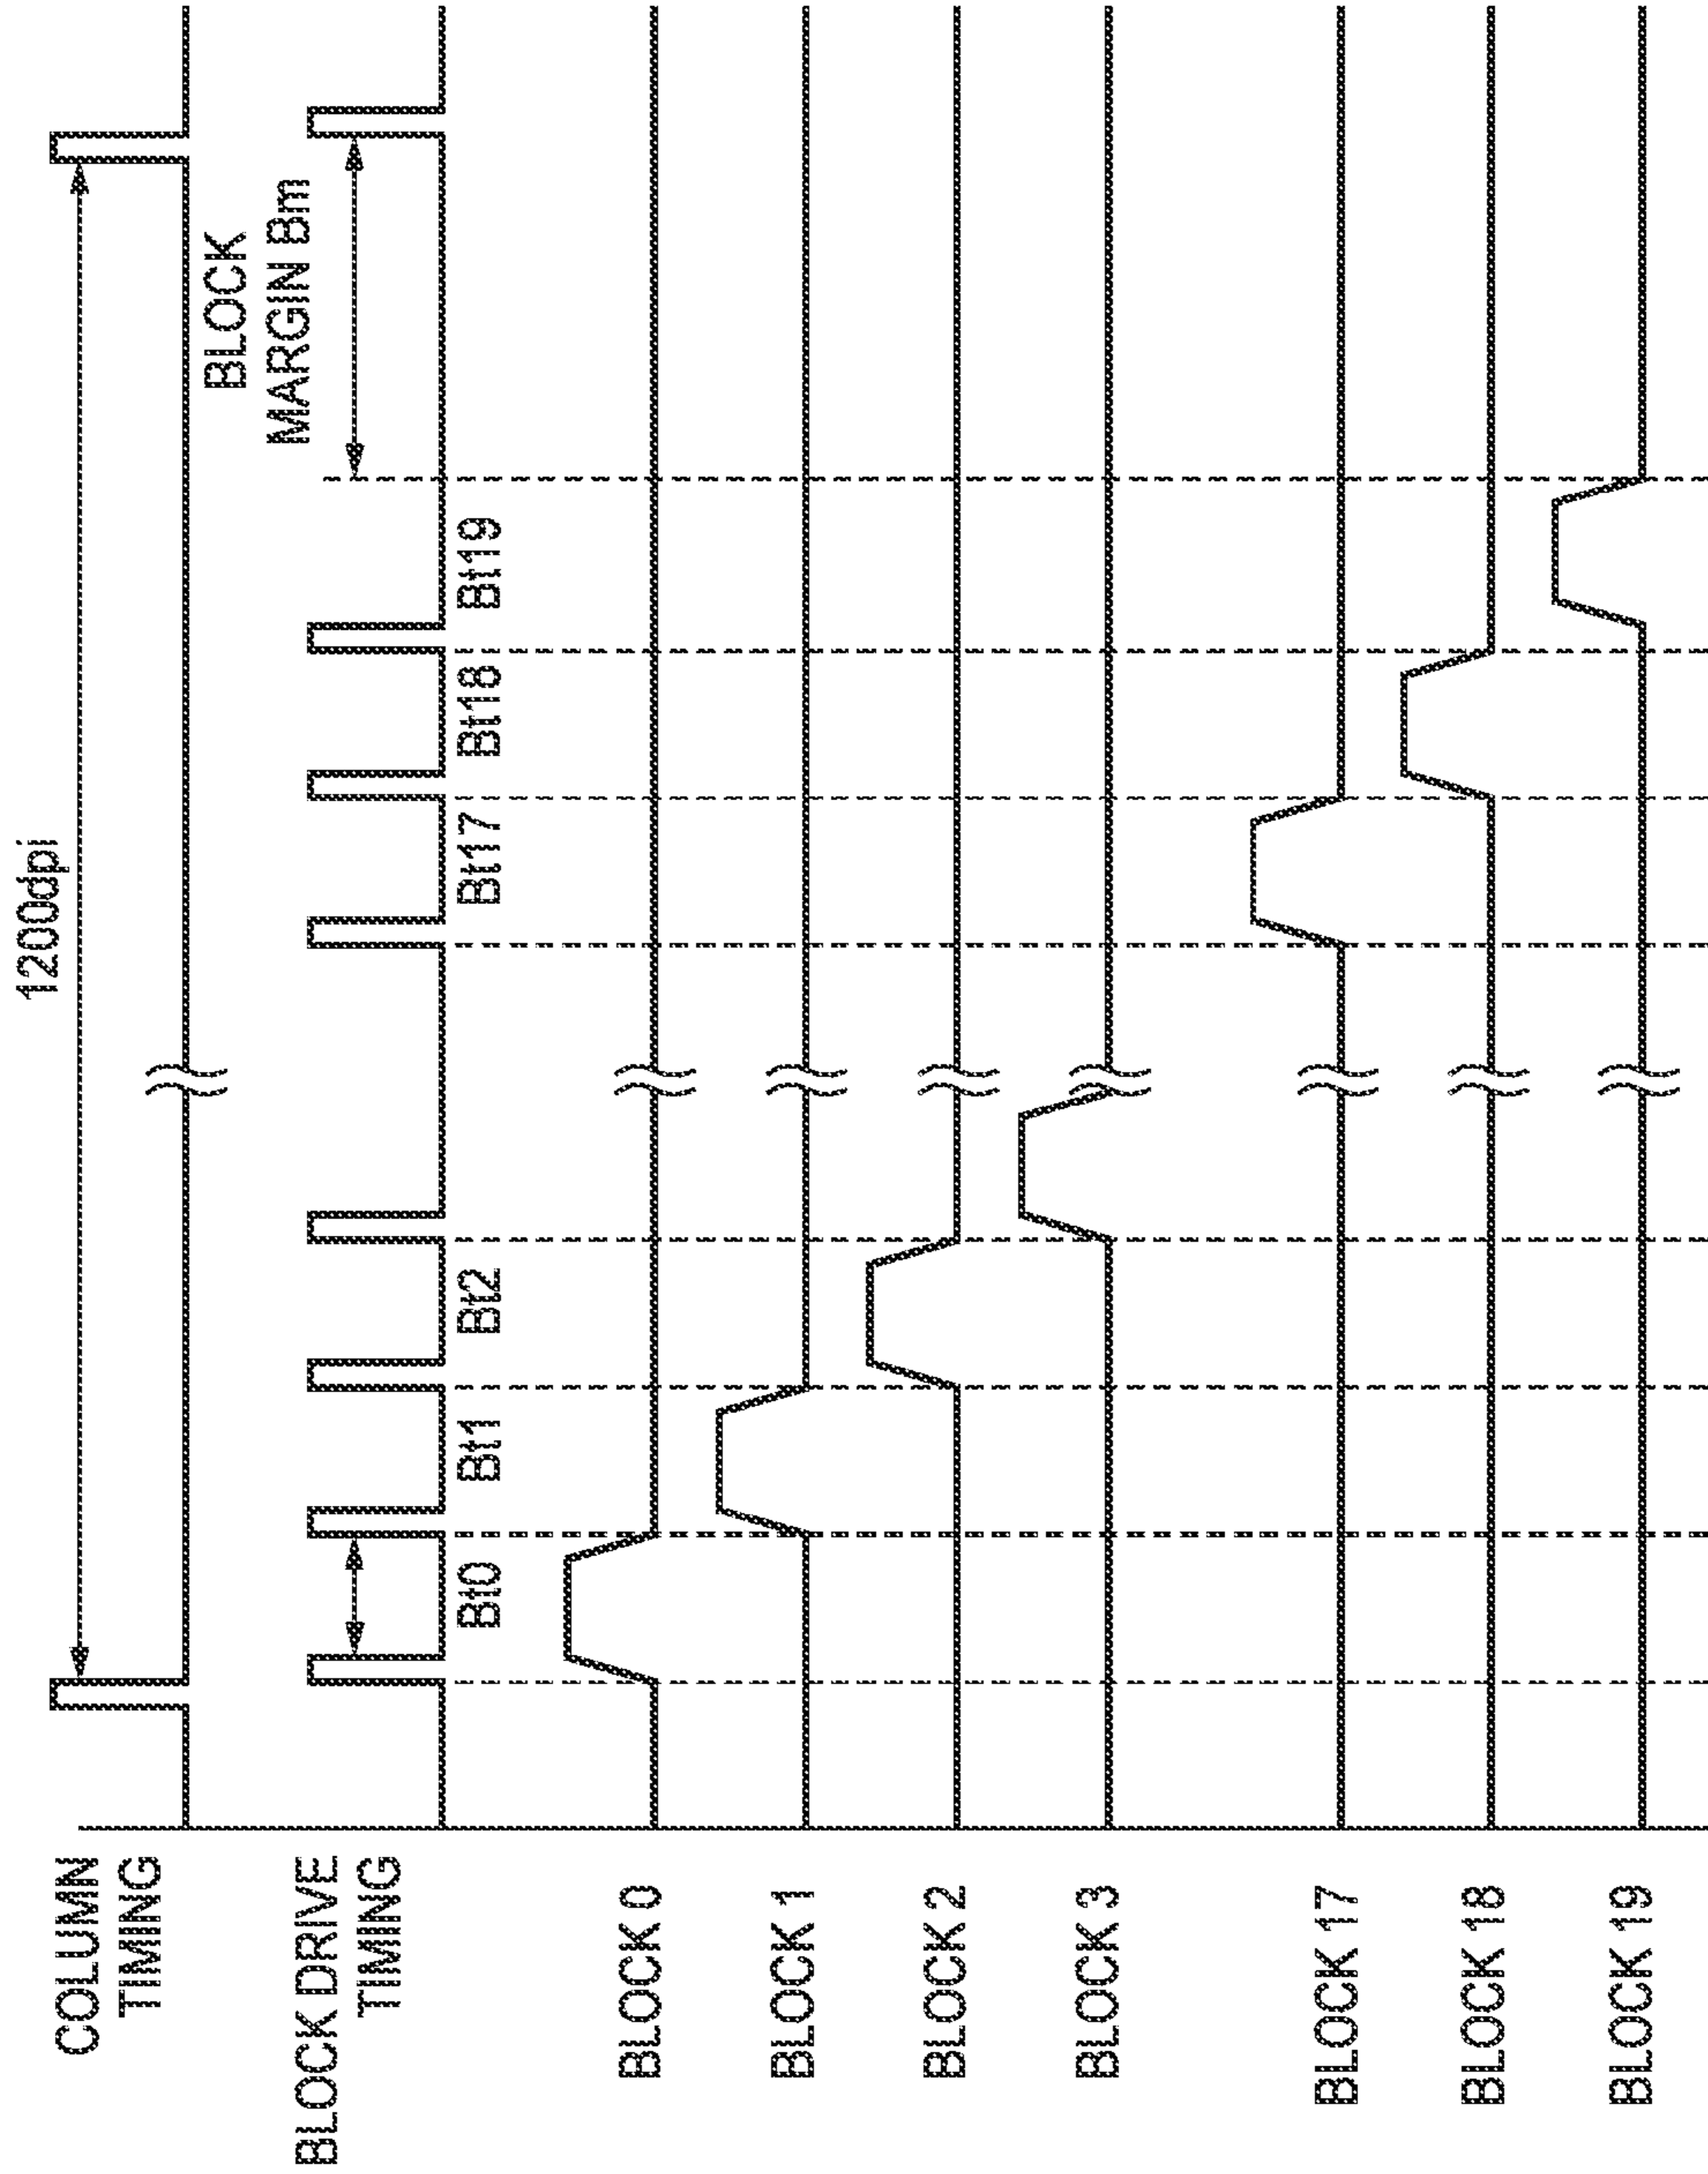 1200dpi
COLUMN
TIMING
BLOCK
MARGIN Bm
BLOCK DRIVE
TIMING
Bt0 Bt1 Bt2 Bt17 Bt18 Bt19
BLOCK 0
BLOCK 1
BLOCK 2
BLOCK 3
BLOCK 17
BLOCK 18
BLOCK 19